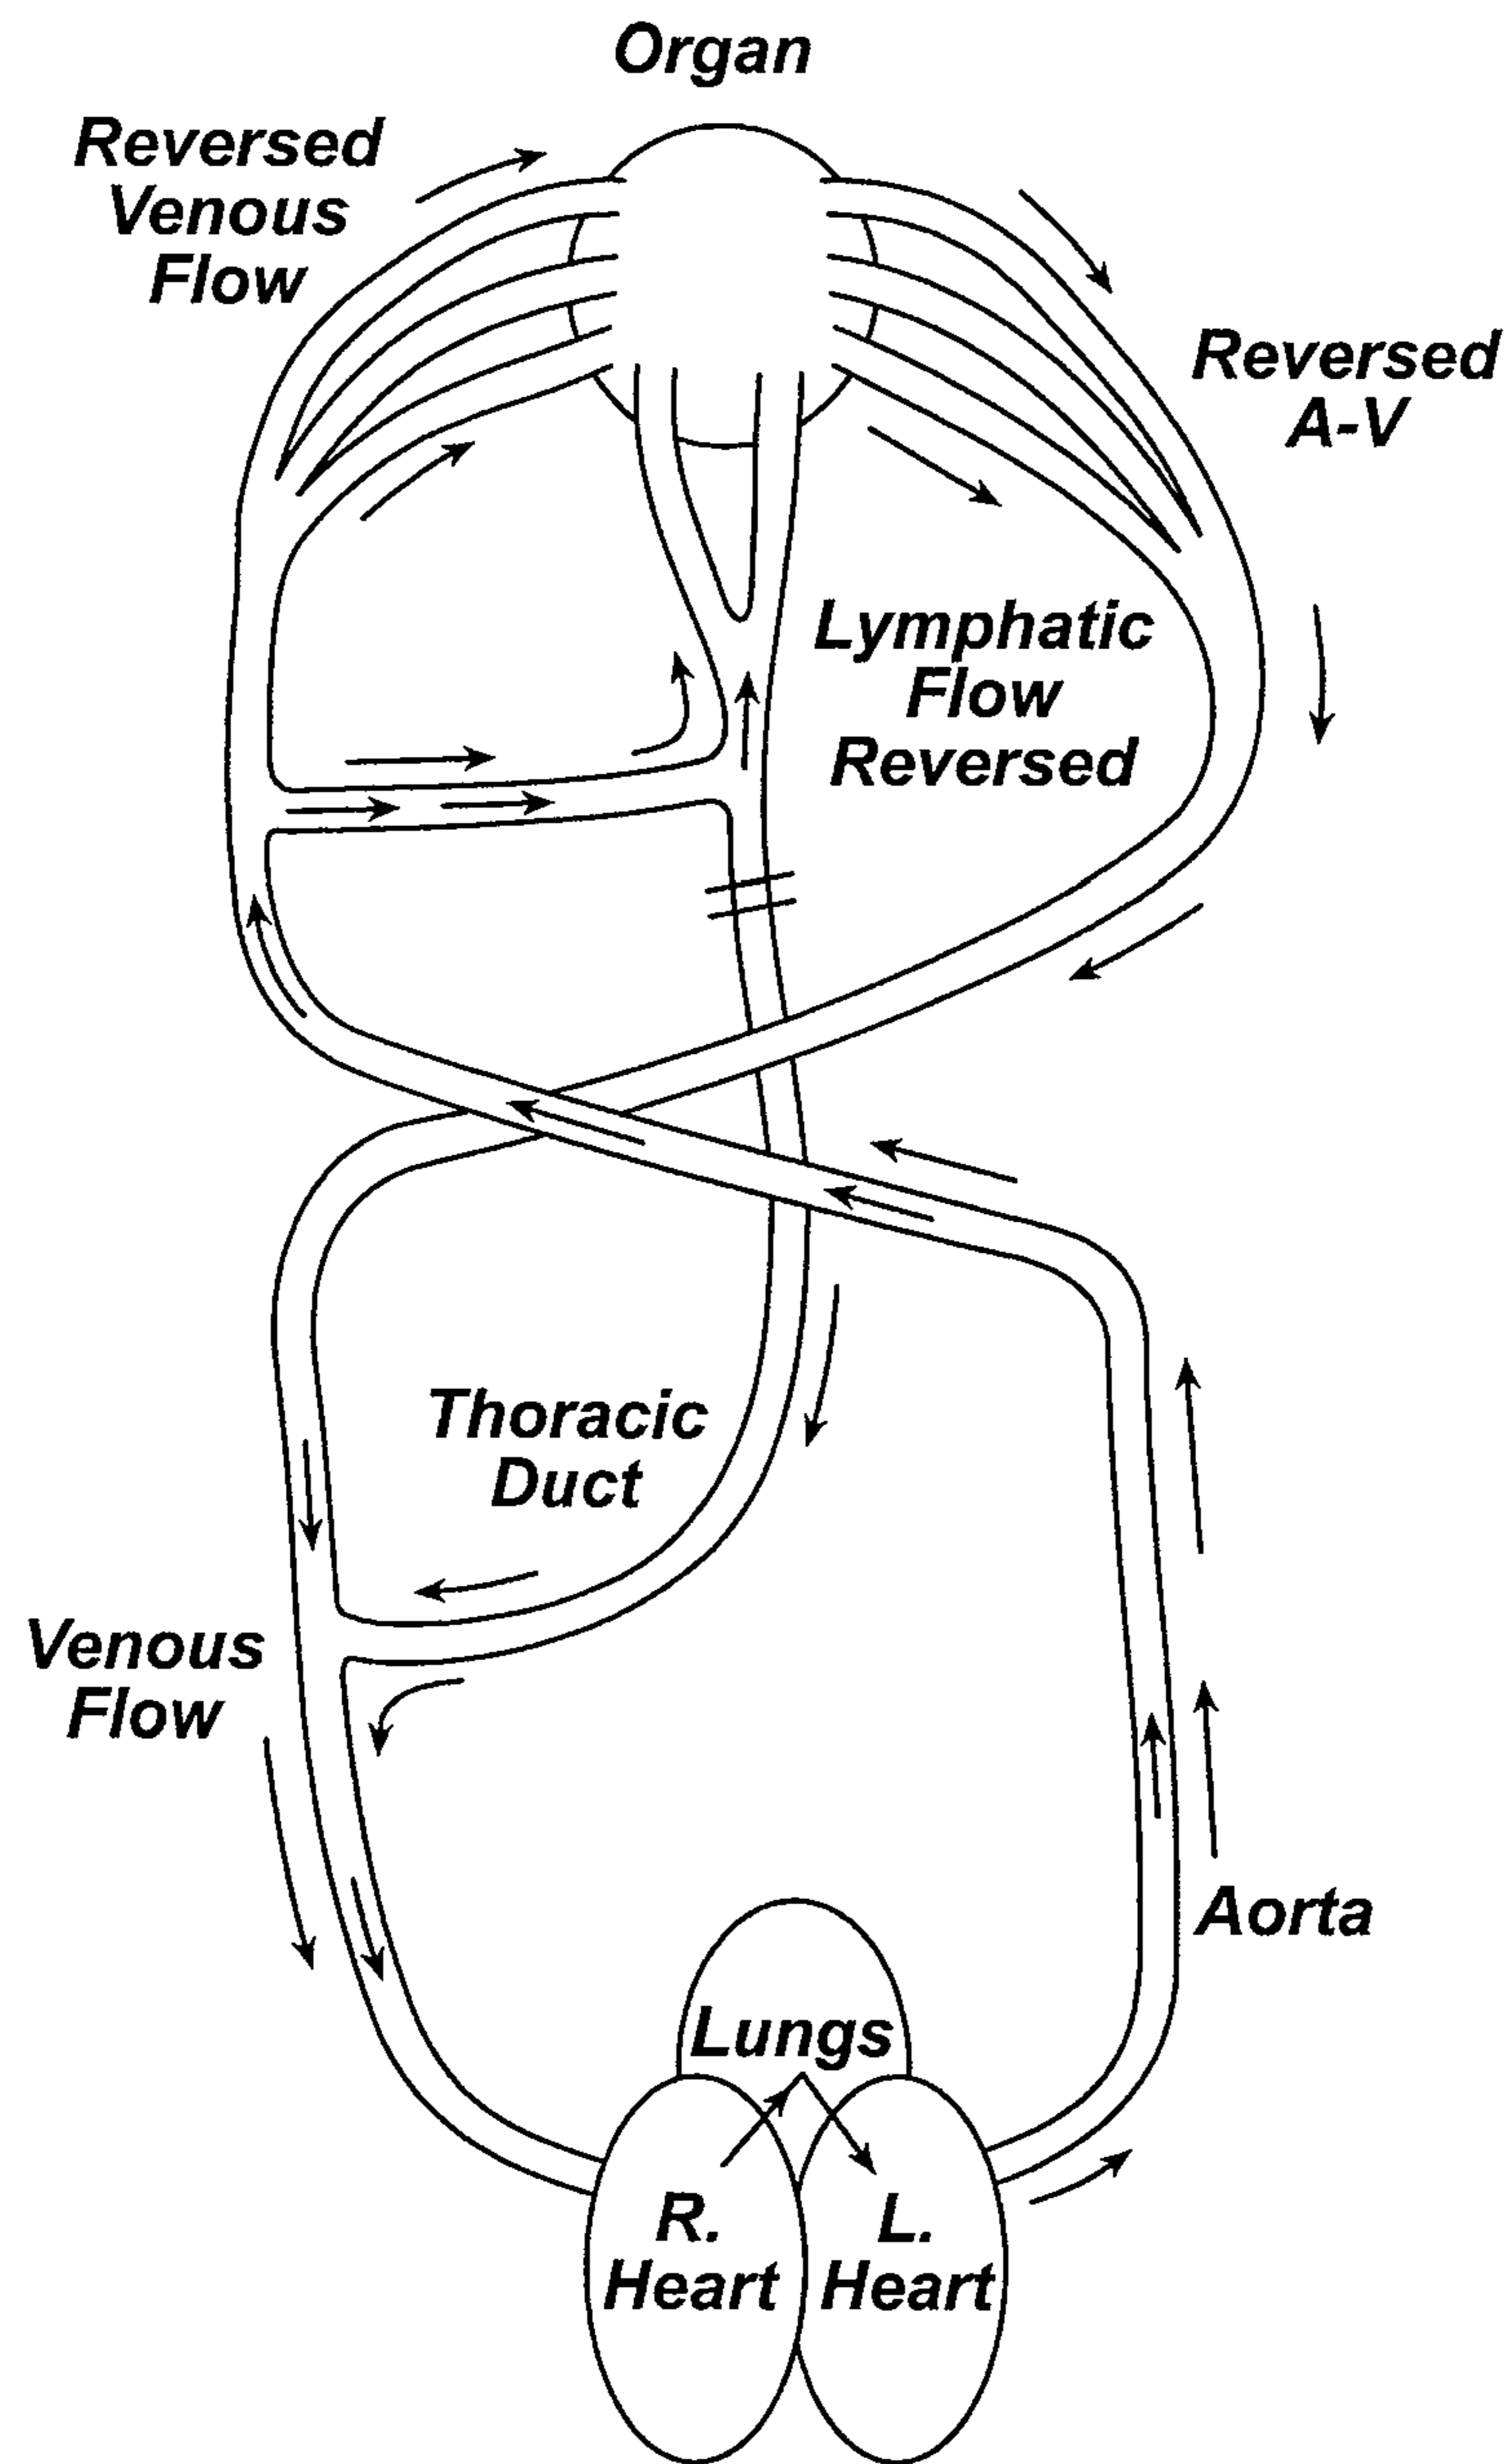 Organ
Reversed
Venous
Flow
Reversed
A-V
Lymphatic
Flow
Reversed
Thoracic
Duct
Venous
Flow
Aorta
Lungs
R.
Heart
L.
Heart